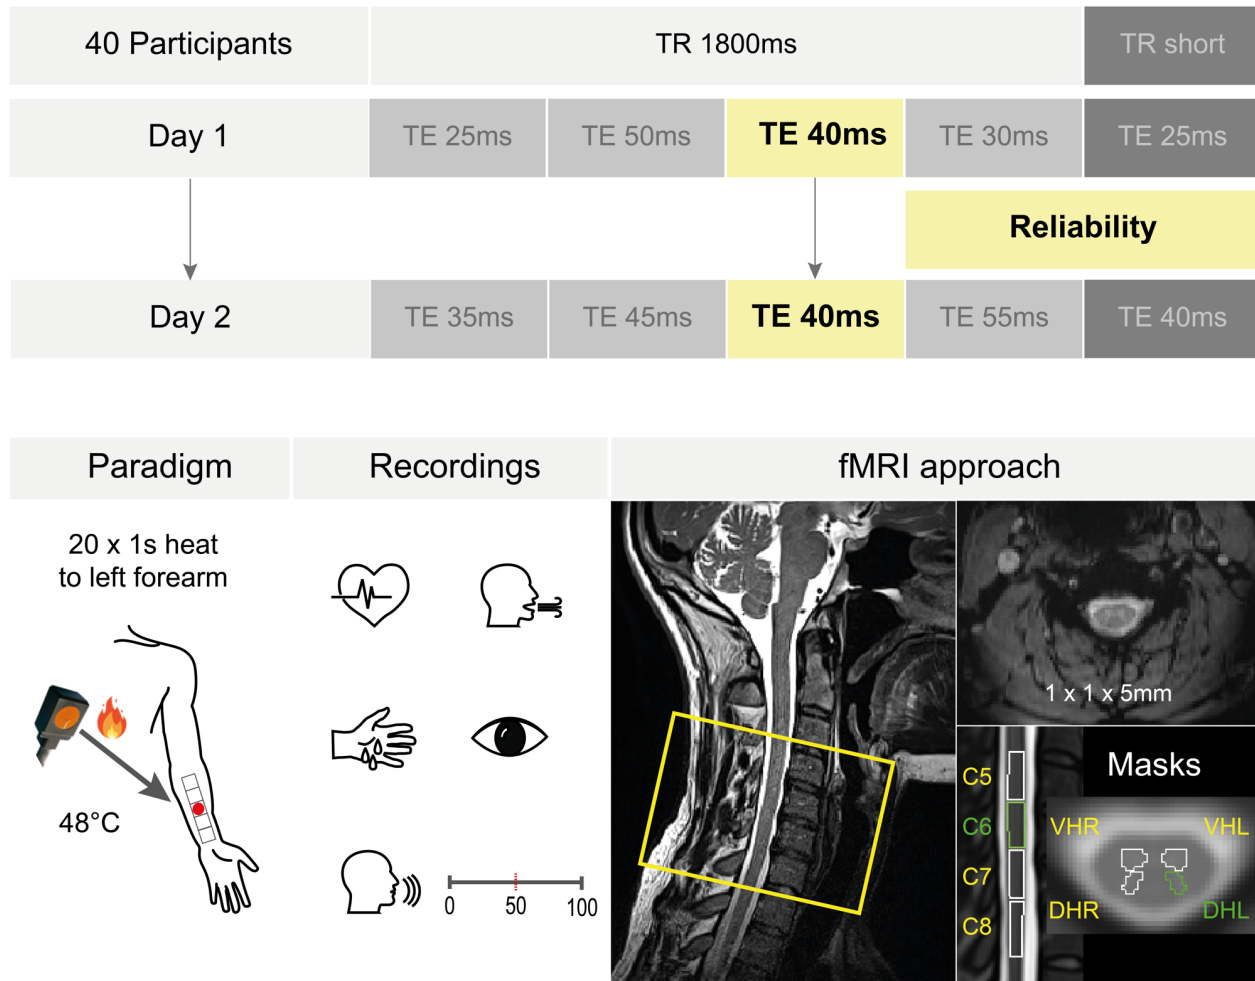 40 Participants
TR 1800ms
TR short
Day 1
TE 25ms
TE 50ms
TE 40ms
TE 30ms
TE 25ms
Reliability
Day 2
TE 35ms
TE 45ms
TE 40ms
TE 55ms
TE 40ms
Paradigm
Recordings
fMRI approach
20 x 1s heat
to left forearm
48°C
0
50
100
1 x 1 x 5mm
C5
C6
C7
C8
Masks
VHR
VHL
DHR
DHL